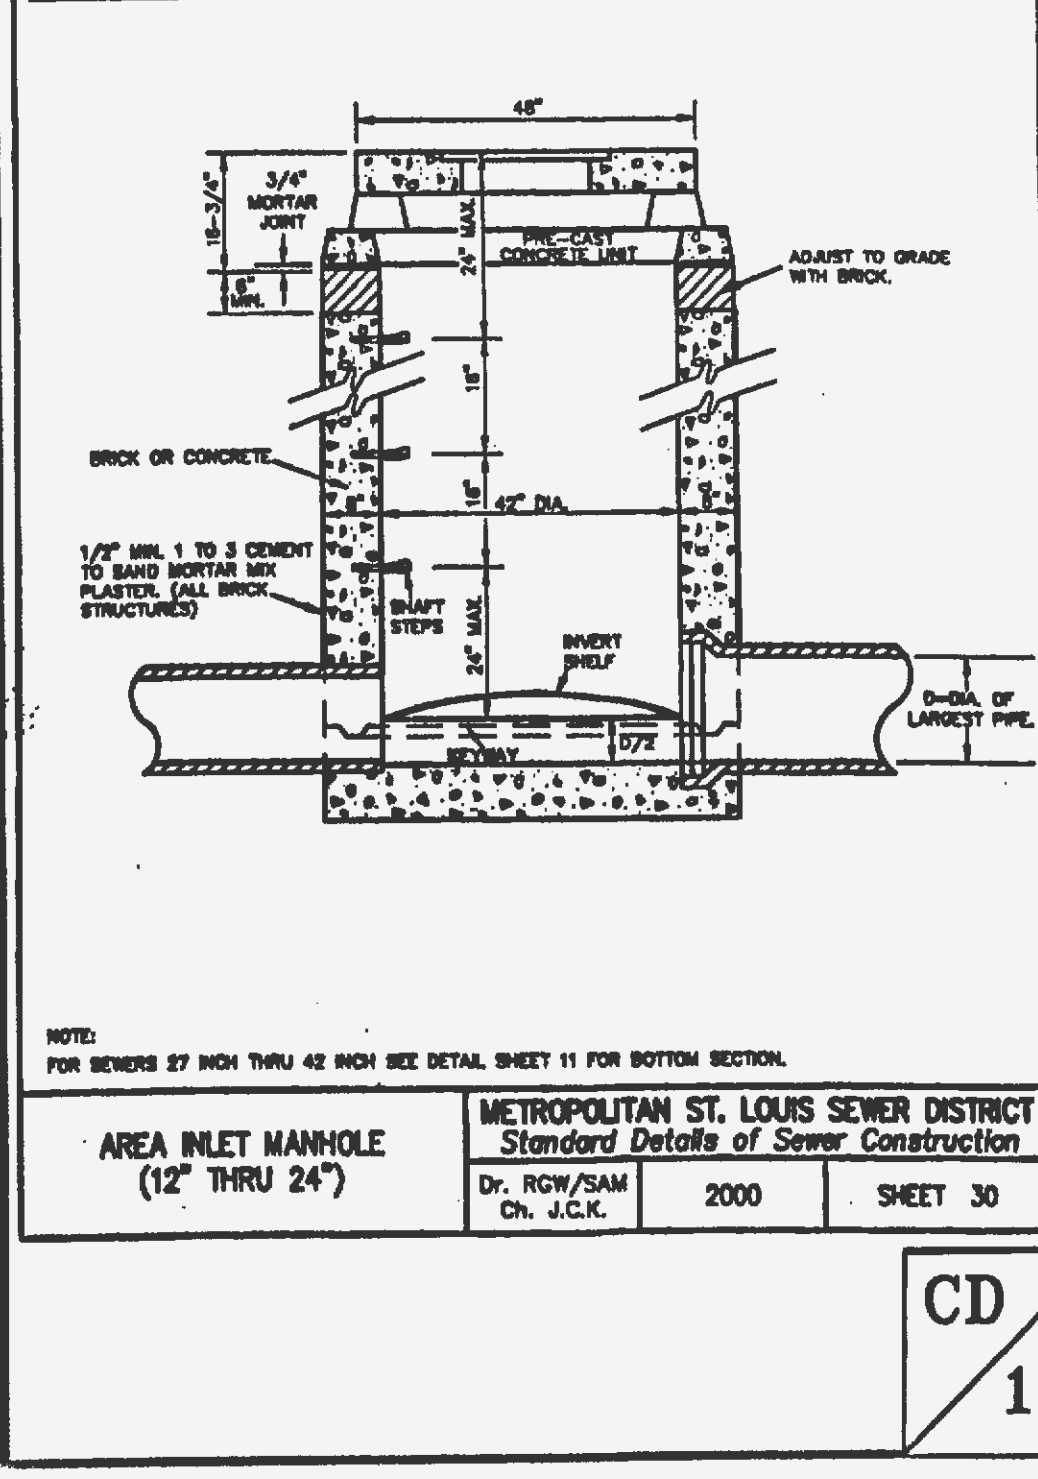 48"
16-3/4"
3/4"
MORTAR
JOINT
6"
MIN.
24" MAX.
PRE-CAST
CONCRETE UNIT
ADJUST TO GRADE
WITH BRICK.
16"
BRICK OR CONCRETE
16"
8"
42" DIA.
8"
1/2" MIN. 1 TO 3 CEMENT
TO SAND MORTAR MIX
PLASTER. (ALL BRICK
STRUCTURES)
SHAFT
STEPS
24" MAX.
INVERT
SHELF
D=DIA. OF
LARGEST PIPE.
KEYWAY
D/2
NOTE:
FOR SEWERS 27 INCH THRU 42 INCH SEE DETAIL SHEET 11 FOR BOTTOM SECTION.
AREA INLET MANHOLE
(12" THRU 24")
METROPOLITAN ST. LOUIS SEWER DISTRICT
Standard Details of Sewer Construction
Dr. RGW/SAM
Ch. J.C.K.
2000
SHEET 30
CD
1